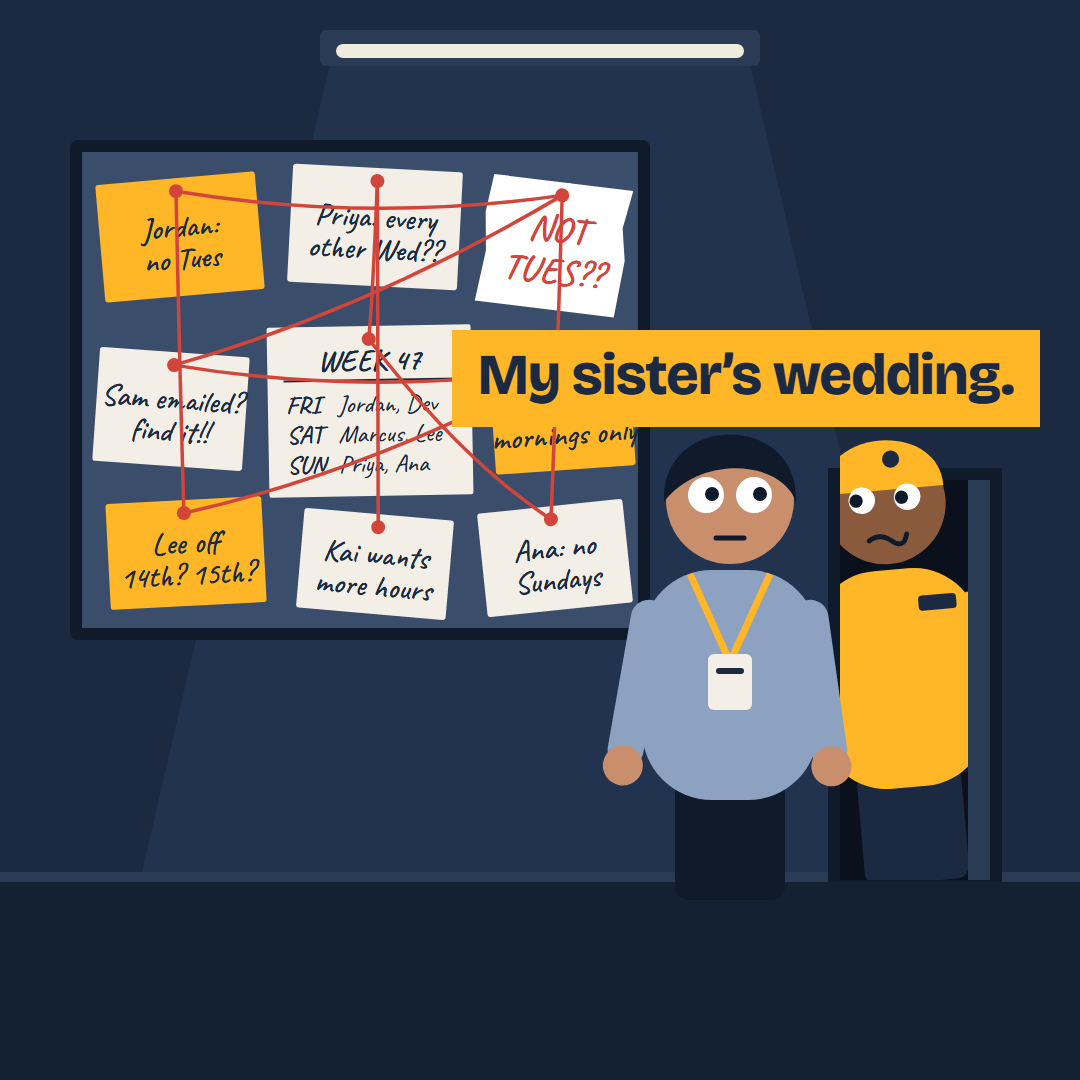 Jordan:
no Tues
Priya: every
other Wed??
NOT
TUES??
Sam emailed?
find it!!
WEEK 47
FRI Jordan, Dev
SAT Marcus, Lee
SUN Priya, Ana
My sister's wedding.
mornings only
Lee off
14th? 15th?
Kai wants
more hours
Ana: no
Sundays